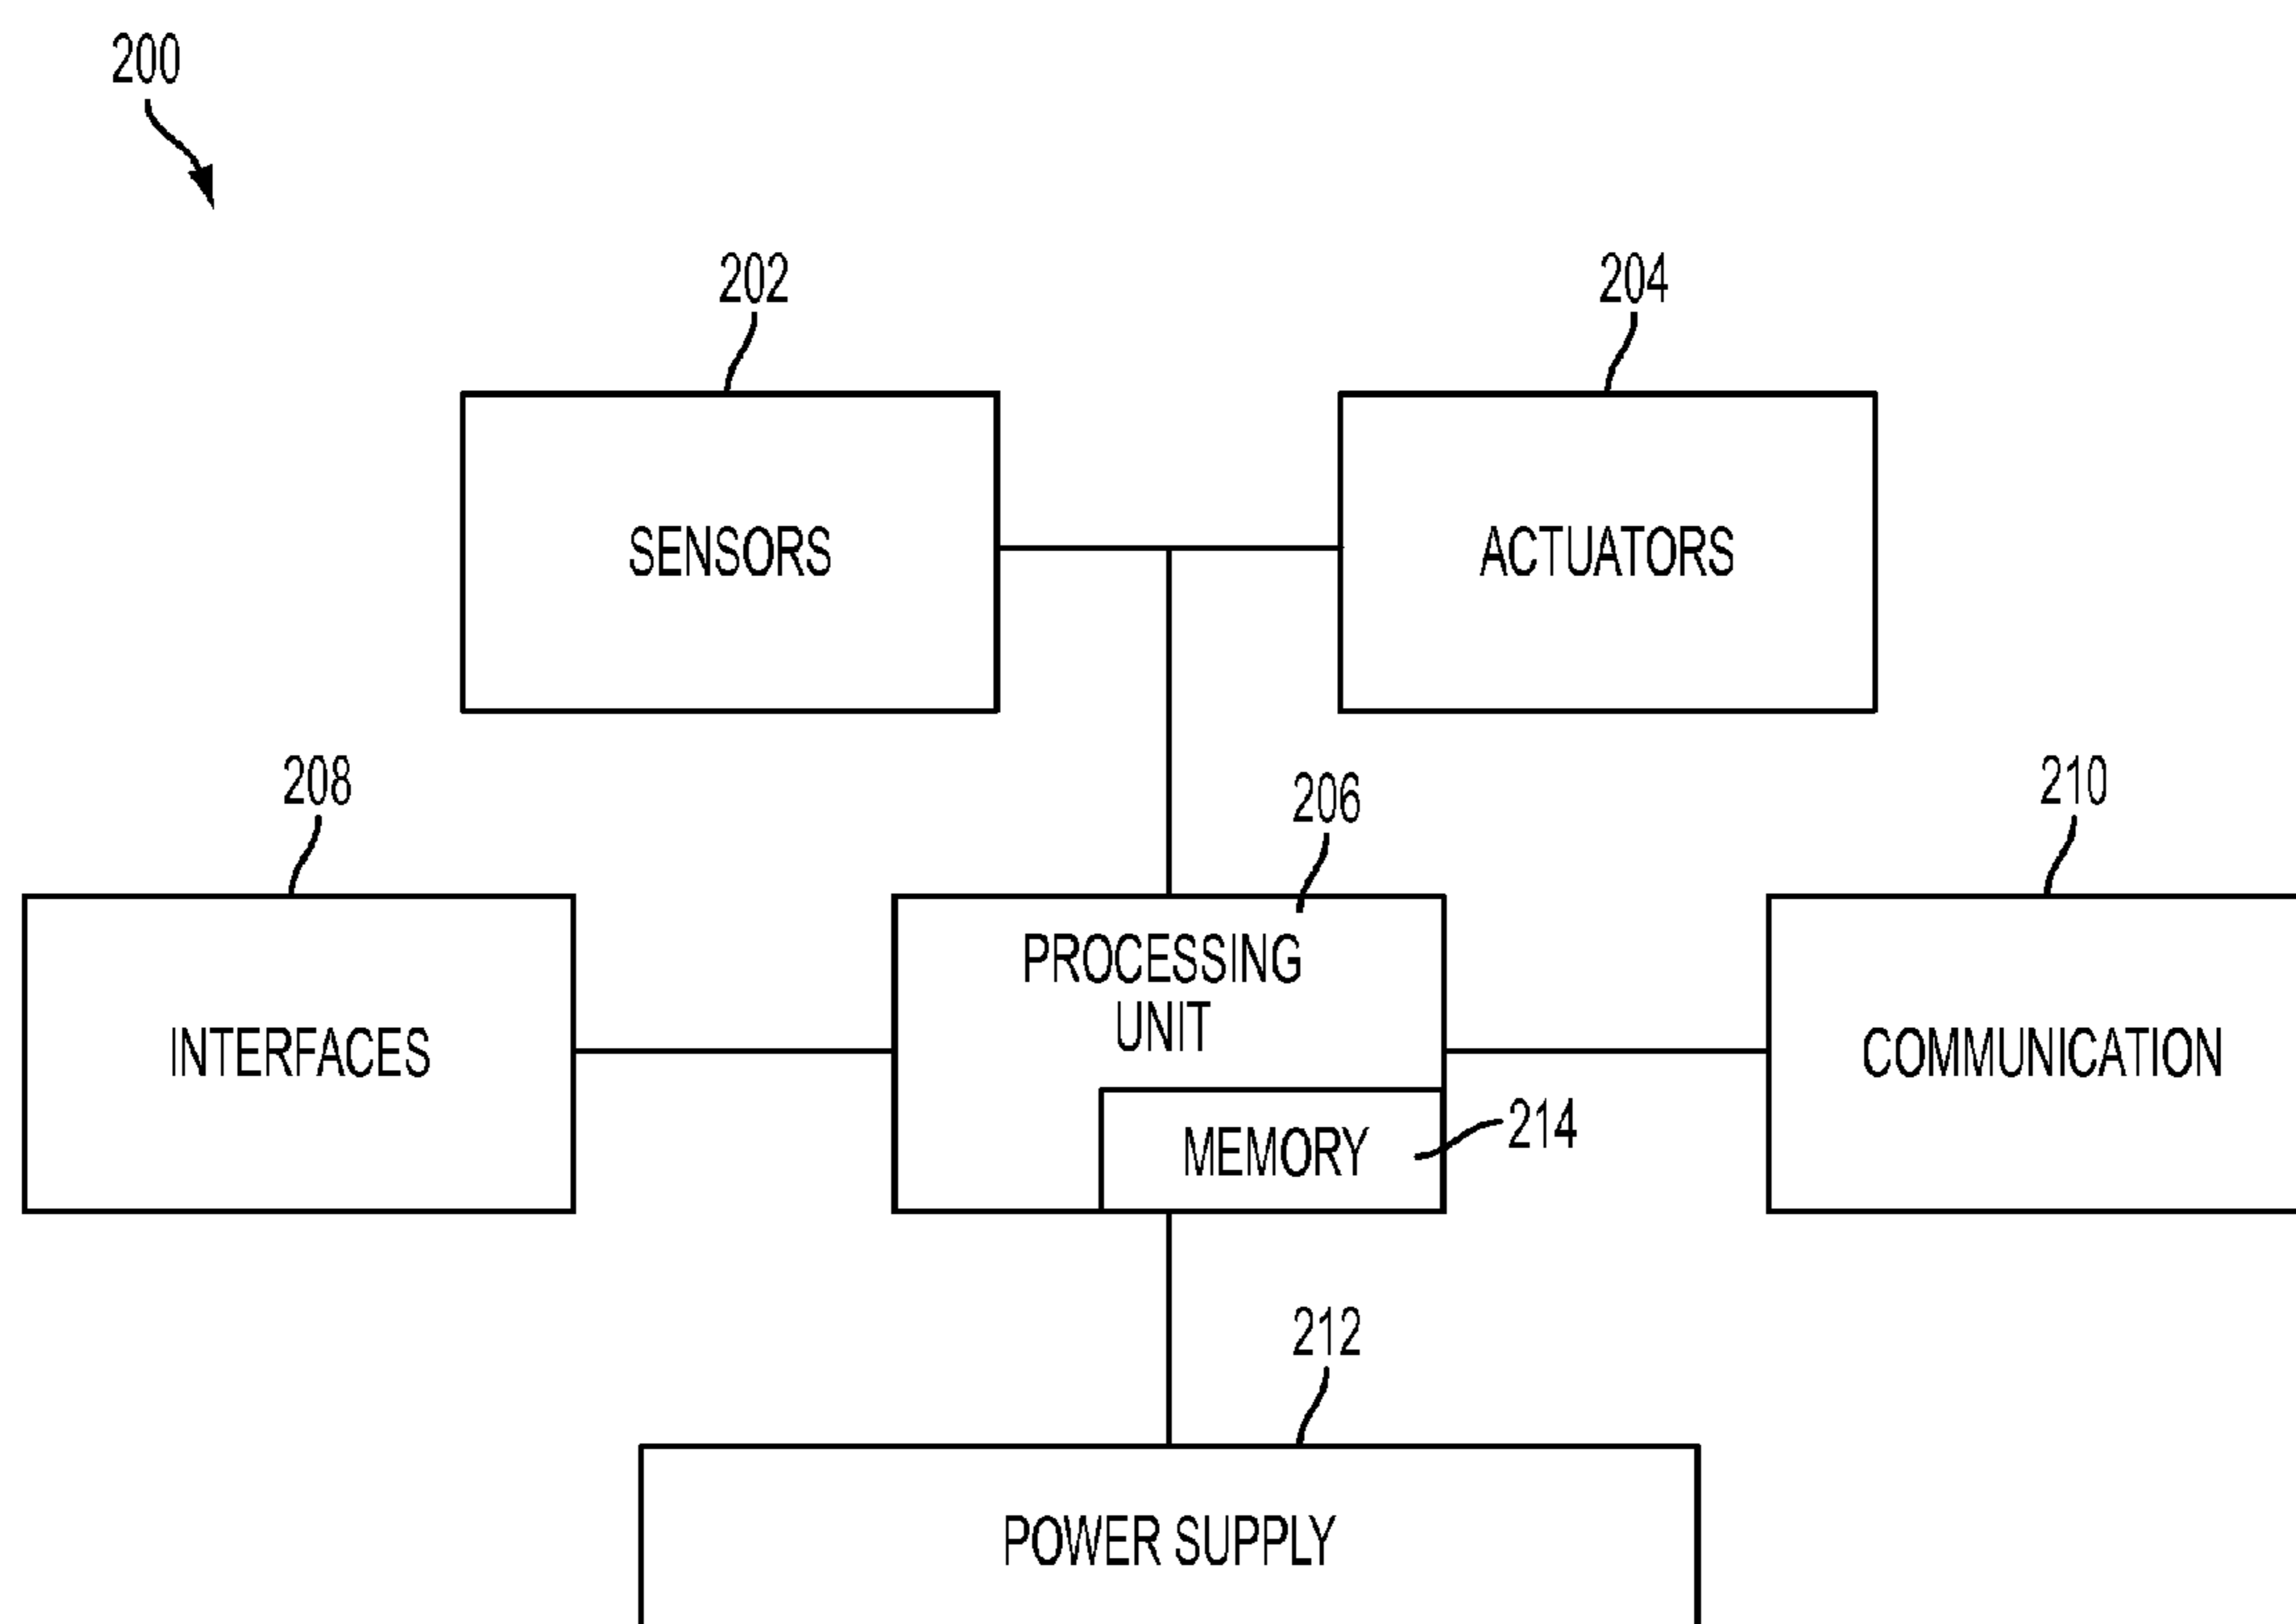 200
202
204
SENSORS
ACTUATORS
208
206
210
INTERFACES
PROCESSING
UNIT
COMMUNICATION
MEMORY
214
212
POWER SUPPLY